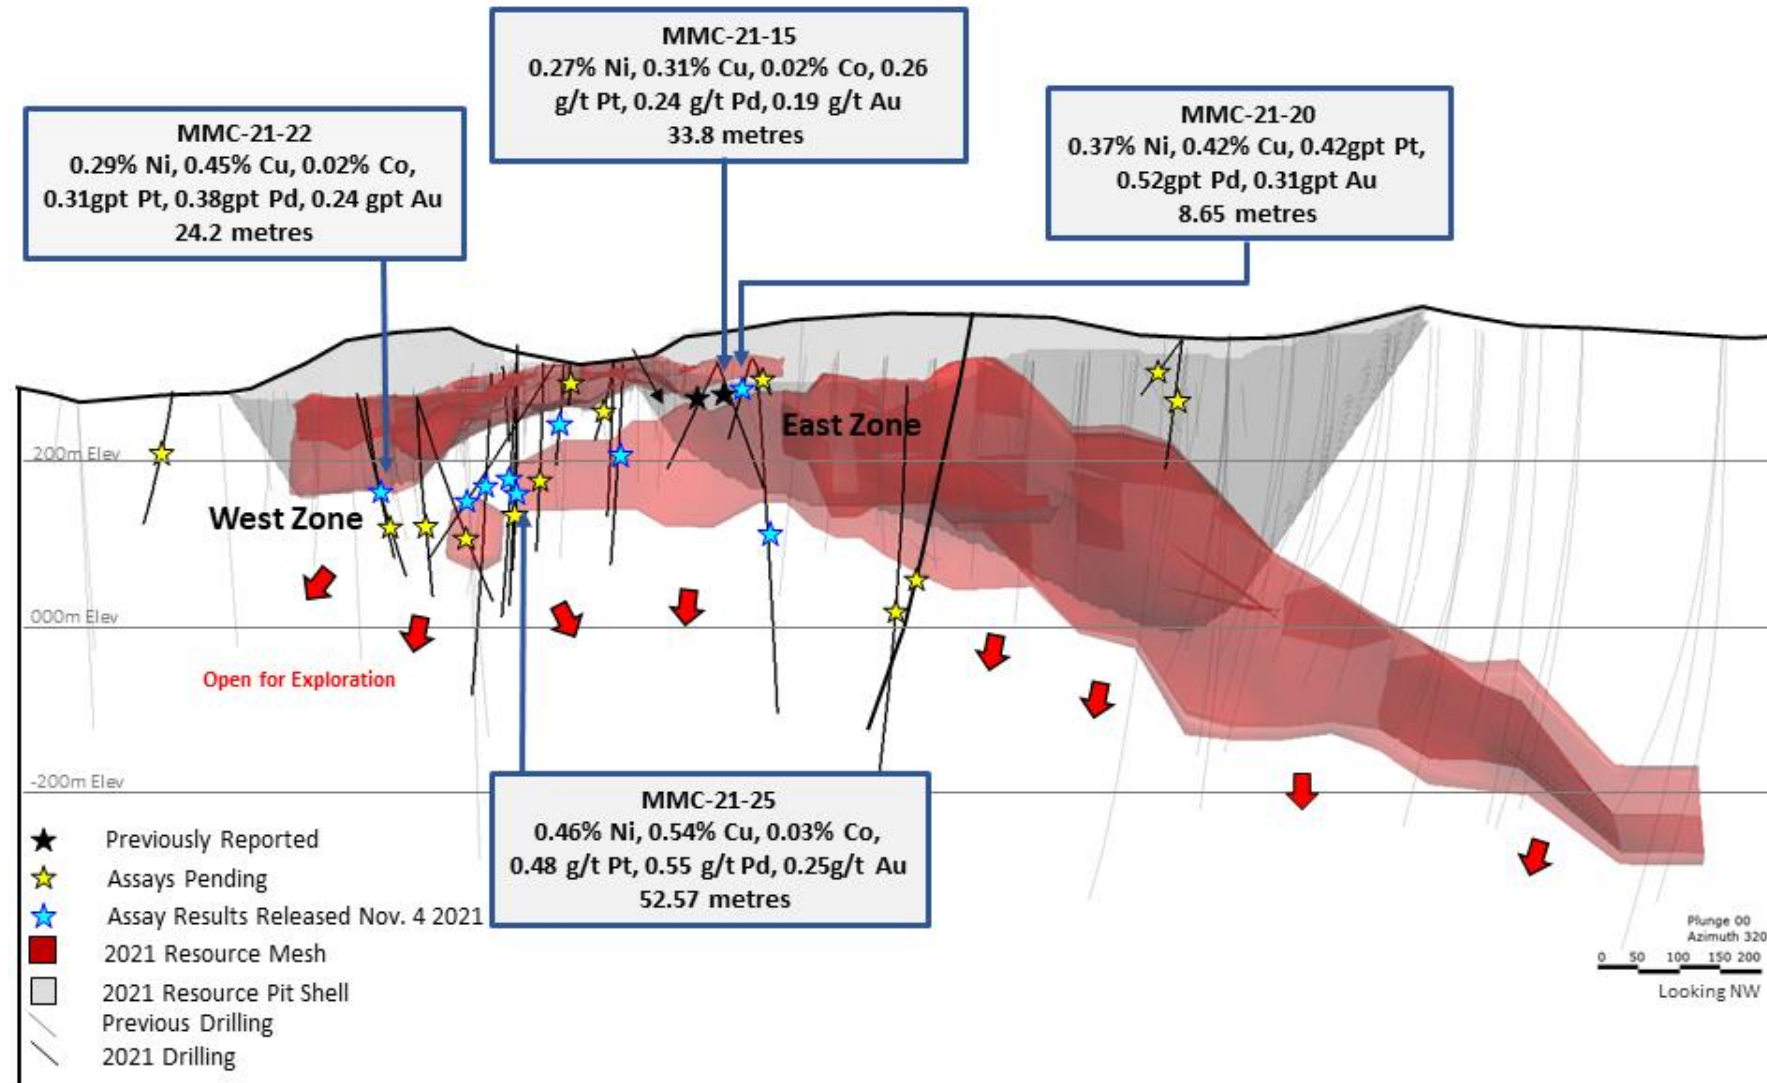 MMC-21-15
0.27% Ni, 0.31% Cu, 0.02% Co, 0.26
g/t Pt, 0.24 g/t Pd, 0.19 g/t Au
33.8 metres
MMC-21-20
0.37% Ni, 0.42% Cu, 0.42gpt Pt,
0.52gpt Pd, 0.31gpt Au
8.65 metres
MMC-21-22
0.29% Ni, 0.45% Cu, 0.02% Co,
0.31gpt Pt, 0.38gpt Pd, 0.24 gpt Au
24.2 metres
East Zone
200m Elev
West Zone
000m Elev
Open for Exploration
-200m Elev
MMC-21-25
0.46% Ni, 0.54% Cu, 0.03% Co,
0.48 g/t Pt, 0.55 g/t Pd, 0.25g/t Au
52.57 metres
Previously Reported
Assays Pending
Assay Results Released Nov. 4 2021
2021 Resource Mesh
2021 Resource Pit Shell
Previous Drilling
2021 Drilling
Plunge 00
Azimuth 320
0 50 100 150 200
Looking NW